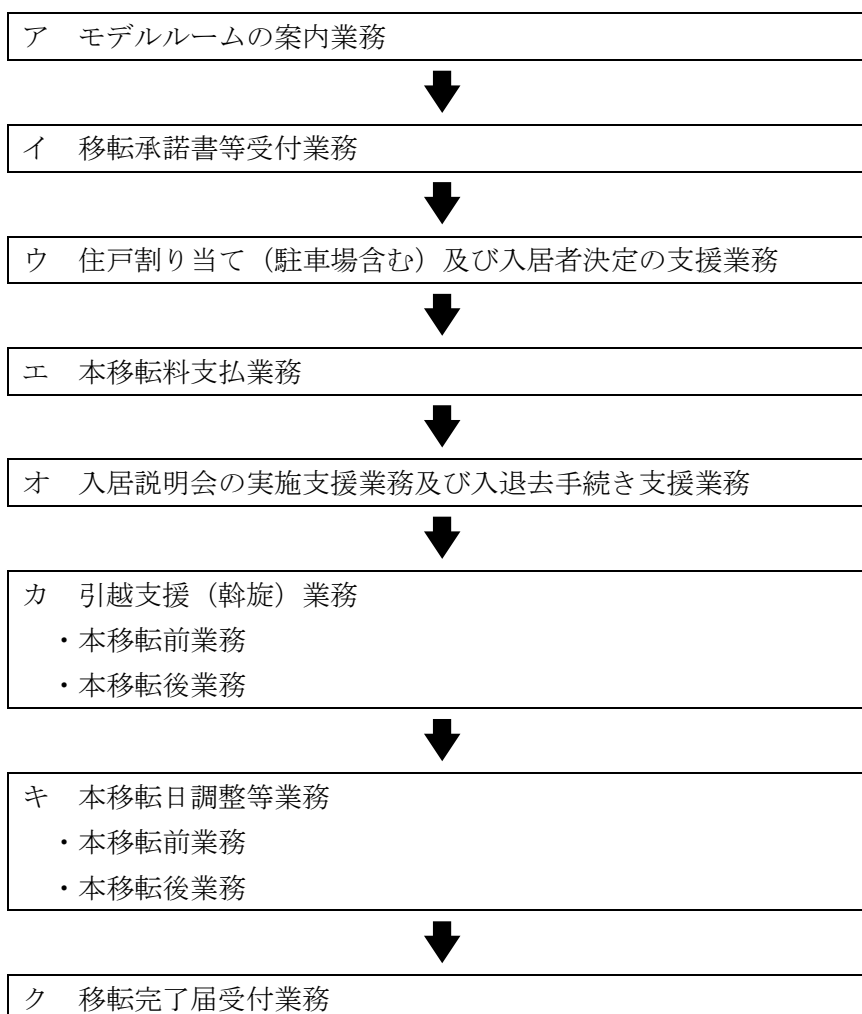 ア　モデルルームの案内業務
イ　移転承諾書等受付業務
ウ　住戸割り当て（駐車場含む）及び入居者決定の支援業務
エ　本移転料支払業務
オ　入居説明会の実施支援業務及び入退去手続き支援業務
カ　引越支援（斡旋）業務
・本移転前業務
・本移転後業務
キ　本移転日調整等業務
・本移転前業務
・本移転後業務
ク　移転完了届受付業務